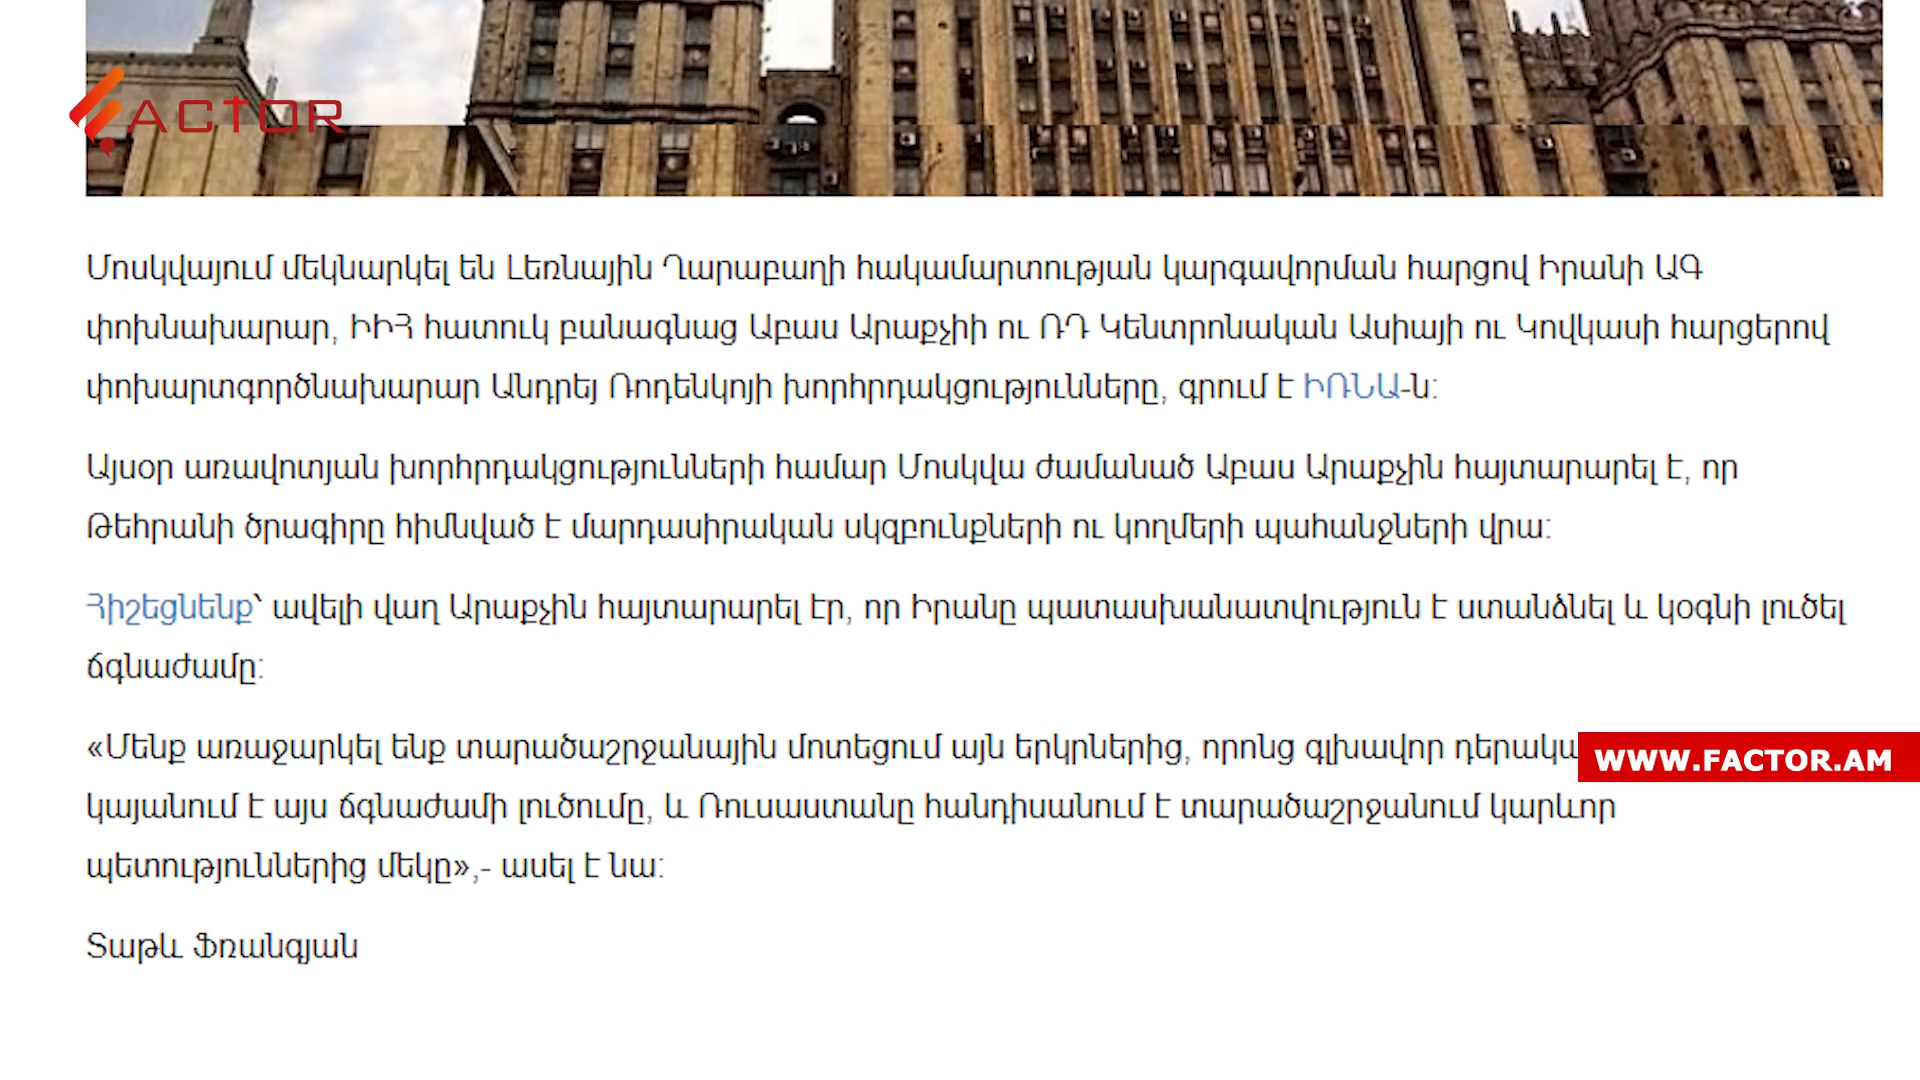 FACTOR
Մոսկվայում մեկնարկել են Լեռնային Ղարաբաղի հակամարտության կարգավորման հարցով Իրանի ԱԳ
փոխնախարար, ԻԻՀ հատուկ բանագնաց Աբաս Արաքչիի ու ՌԴ Կենտրոնական Ասիայի ու Կովկասի հարցերով
փոխարտգործնախարար Անդրեյ Ռոդենկոյի խորհրդակցությունները, գրում է ԻՌՆԱ-ն:
Այսօր առավոտյան խորհրդակցությունների համար Մոսկվա ժամանած Աբաս Արաքչին հայտարարել է, որ
Թեհրանի ծրագիրը հիմնված է մարդասիրական սկզբունքների ու կողմերի պահանջների վրա:
Հիշեցնենք՝ ավելի վաղ Արաքչին հայտարարել էր, որ Իրանը պատասխանատվություն է ստանձնել և կօգնի լուծել
ճգնաժամը:
«Մենք առաջարկել ենք տարածաշրջանային մոտեցում այն երկրներից, որոնց գլխավոր
WWW.FACTOR.AM
կայանում է այս ճգնաժամի լուծումը, և Ռուսաստանը հանդիսանում է տարածաշրջանում կարևոր
պետություններից մեկը»,- ասել է նա:
Տաթև Ֆռանգյան